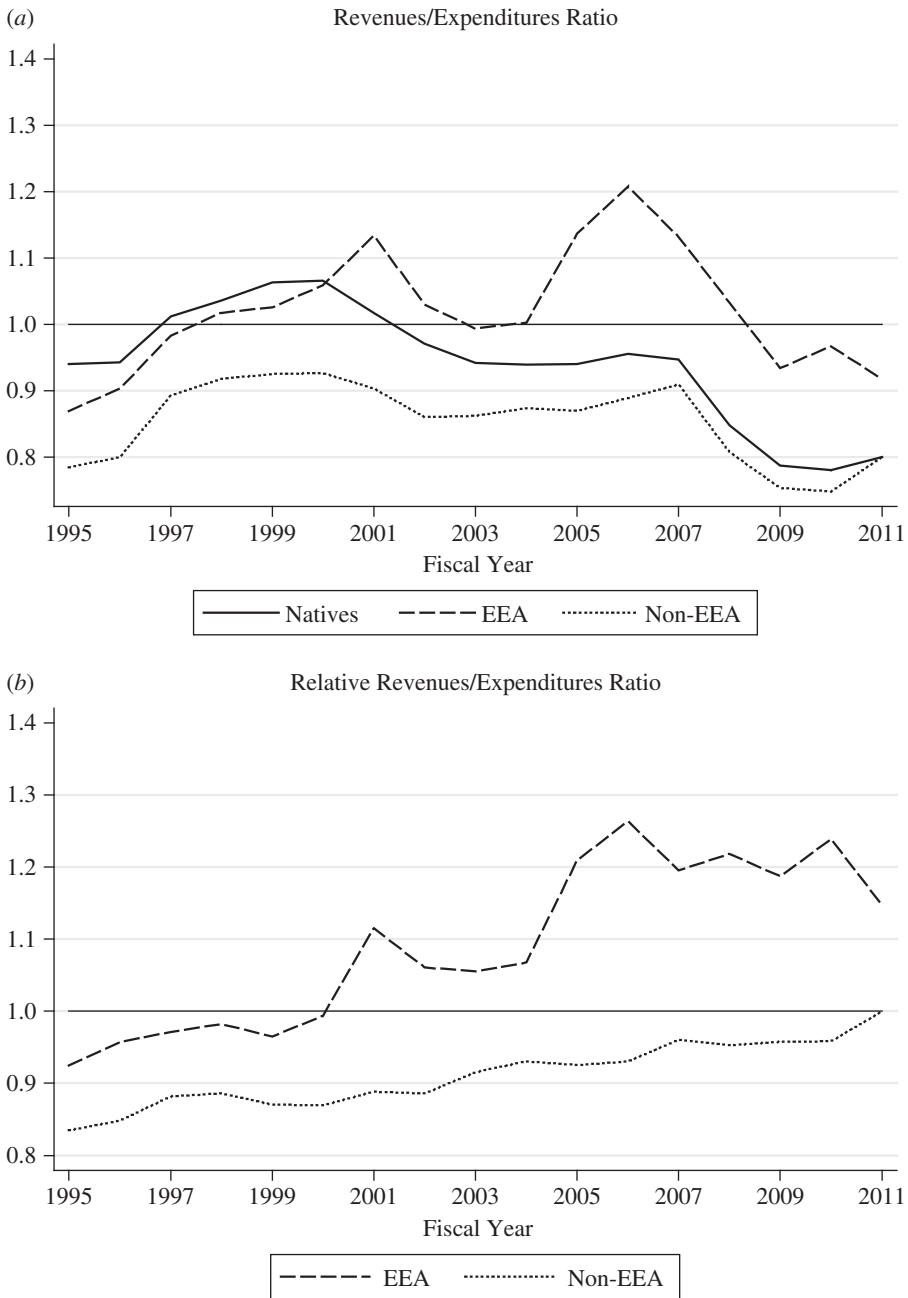 (a) Revenues/Expenditures Ratio
1.4
1.3
1.2
1.1
1.0
0.9
0.8
1995 1997 1999 2001 2003 2005 2007 2009 2011
Fiscal Year
Natives EEA Non-EEA
(b) Relative Revenues/Expenditures Ratio
1.4
1.3
1.2
1.1
1.0
0.9
0.8
1995 1997 1999 2001 2003 2005 2007 2009 2011
Fiscal Year
EEA Non-EEA